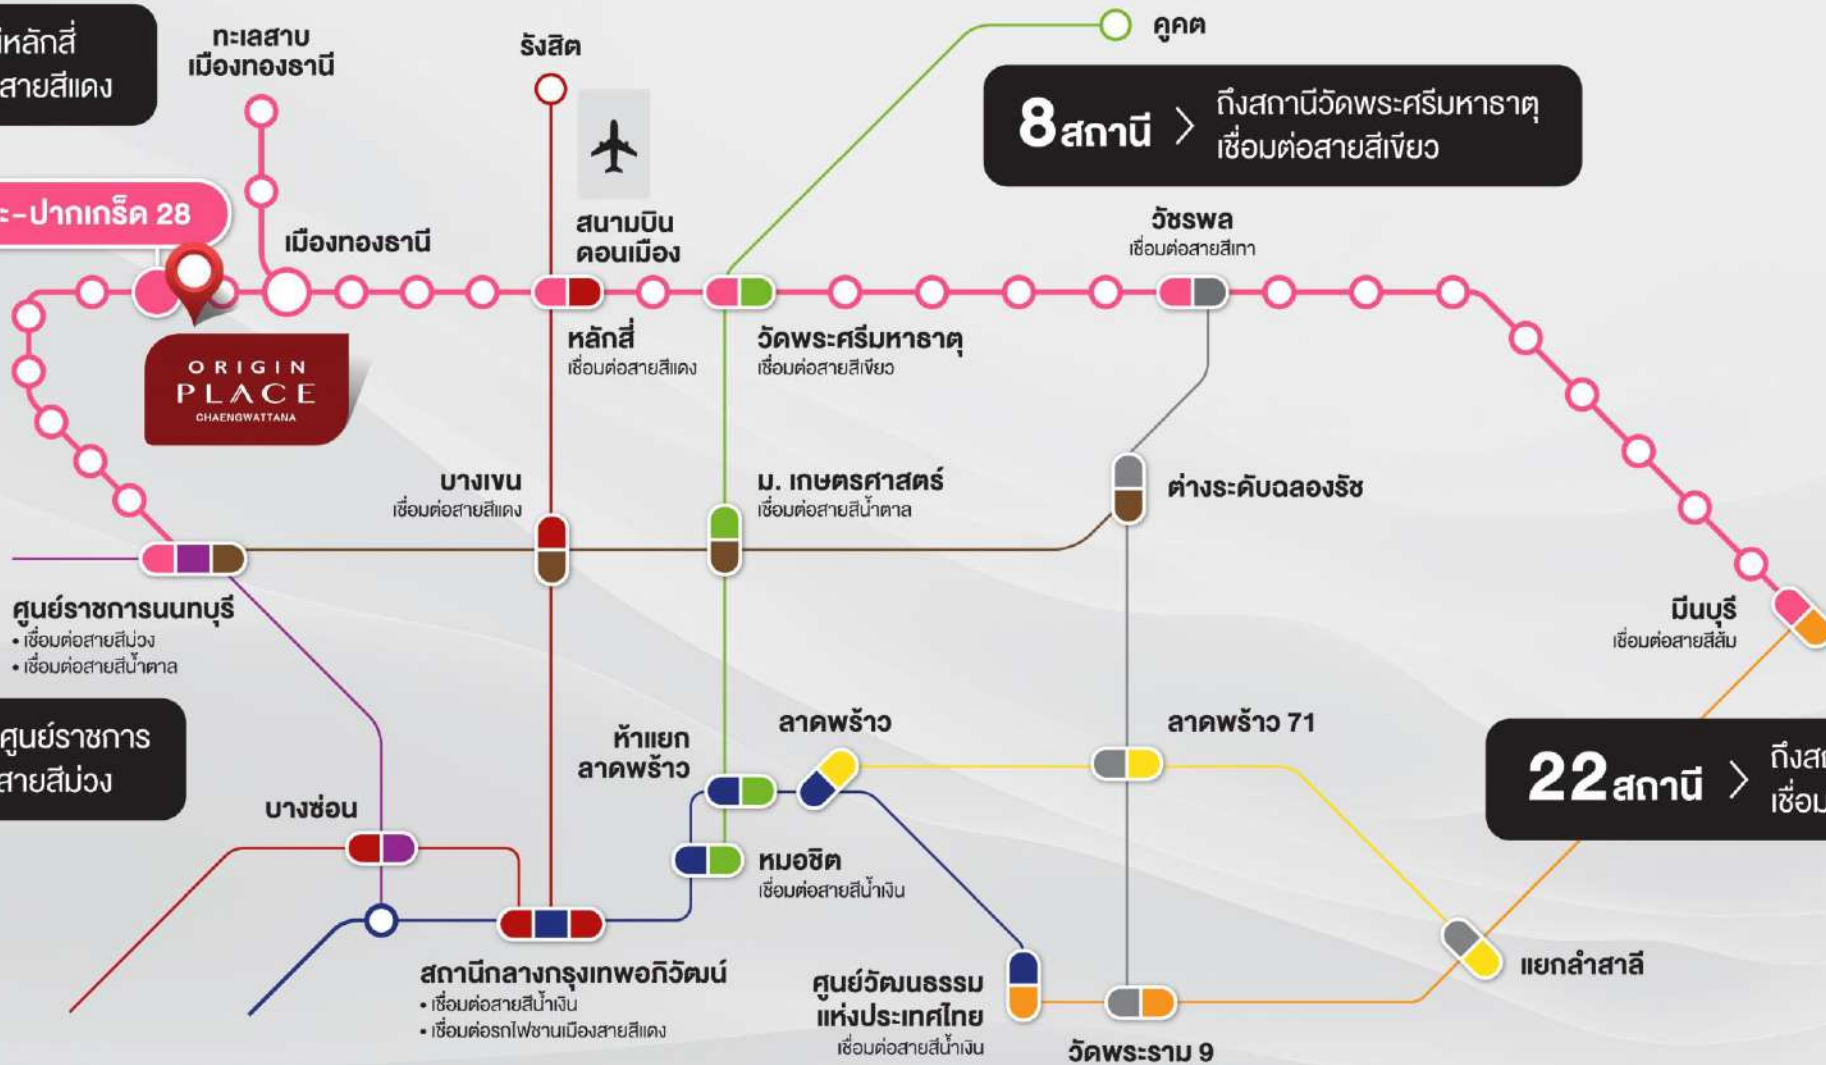 หลักสี่
สายสีแดง
ทะเลสาบ
เมืองทองธานี
รังสิต
คูคต
8 สถานี > ถึงสถานีวัดพระศรีมหาธาตุ
เชื่อมต่อสายสีเขียว
-ปากเกร็ด 28
เมืองทองธานี
สนามบิน
ดอนเมือง
วัชรพล
เชื่อมต่อสายสีเทา
ORIGIN
PLACE
CHAENGWATTANA
หลักสี่
เชื่อมต่อสายสีแดง
วัดพระศรีมหาธาตุ
เชื่อมต่อสายสีเขียว
บางเขน
เชื่อมต่อสายสีแดง
ม. เกษตรศาสตร์
เชื่อมต่อสายสีน้ำตาล
ต่างระดับฉลองรัช
ศูนย์ราชการนนทบุรี
• เชื่อมต่อสายสีม่วง
• เชื่อมต่อสายสีน้ำตาล
มีนบุรี
เชื่อมต่อสายสีส้ม
ศูนย์ราชการ
สายสีม่วง
ห้าแยก
ลาดพร้าว
ลาดพร้าว
ลาดพร้าว 71
22 สถานี >
เชื่อม
บางซ่อน
หมอชิต
เชื่อมต่อสายสีน้ำเงิน
สถานีกลางกรุงเทพอภิวัฒน์
• เชื่อมต่อสายสีน้ำเงิน
• เชื่อมต่อรถไฟชานเมืองสายสีแดง
ศูนย์วัฒนธรรม
แห่งประเทศไทย
เชื่อมต่อสายสีน้ำเงิน
วัดพระราม 9
แยกลำสาลี